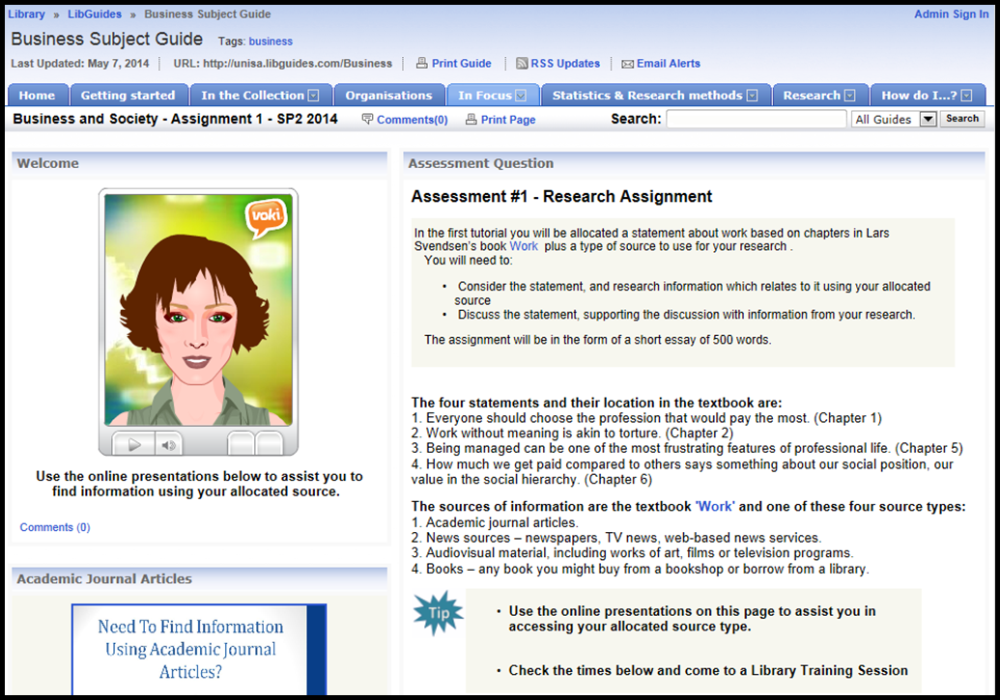 Library » LibGuides » Business Subject Guide Admin Sign In
Business Subject Guide Tags: business
Last Updated: May 7, 2014 URL: http://unisa.libguides.com/Business Print Guide RSS Updates Email Alerts
Home Getting started In the Collection Organisations In Focus Statistics & Research methods Research How do I...?
Business and Society - Assignment 1 - SP2 2014 Comments(0) Print Page Search: All Guides Search
Welcome
voki
Use the online presentations below to assist you to
find information using your allocated source.
Comments (0)
Academic Journal Articles
Need To Find Information
Using Academic Journal
Articles?
Assessment Question
Assessment #1 - Research Assignment
In the first tutorial you will be allocated a statement about work based on chapters in Lars
Svendsen's book Work plus a type of source to use for your research .
You will need to:
• Consider the statement, and research information which relates to it using your allocated
source
• Discuss the statement, supporting the discussion with information from your research.
The assignment will be in the form of a short essay of 500 words.
The four statements and their location in the textbook are:
1. Everyone should choose the profession that would pay the most. (Chapter 1)
2. Work without meaning is akin to torture. (Chapter 2)
3. Being managed can be one of the most frustrating features of professional life. (Chapter 5)
4. How much we get paid compared to others says something about our social position, our
value in the social hierarchy. (Chapter 6)
The sources of information are the textbook 'Work' and one of these four source types:
1. Academic journal articles.
2. News sources – newspapers, TV news, web-based news services.
3. Audiovisual material, including works of art, films or television programs.
4. Books – any book you might buy from a bookshop or borrow from a library.
Tip
• Use the online presentations on this page to assist you in
accessing your allocated source type.
• Check the times below and come to a Library Training Session